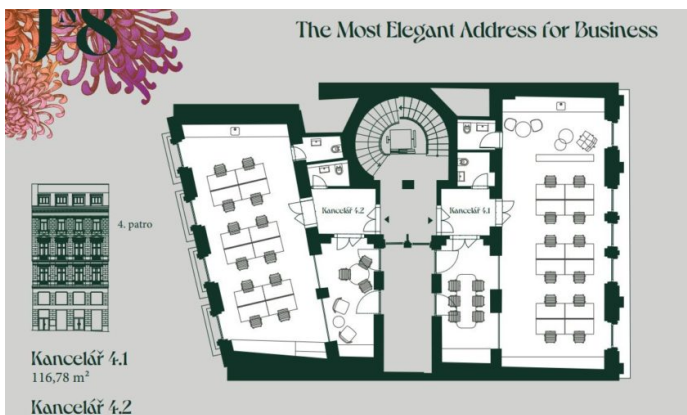 P8
The Most Elegant Address for Business
Kancelář 4.2
Kancelář 4.1
4. patro
Kancelář 4.1
116,78 m²
Kancelář 4.2